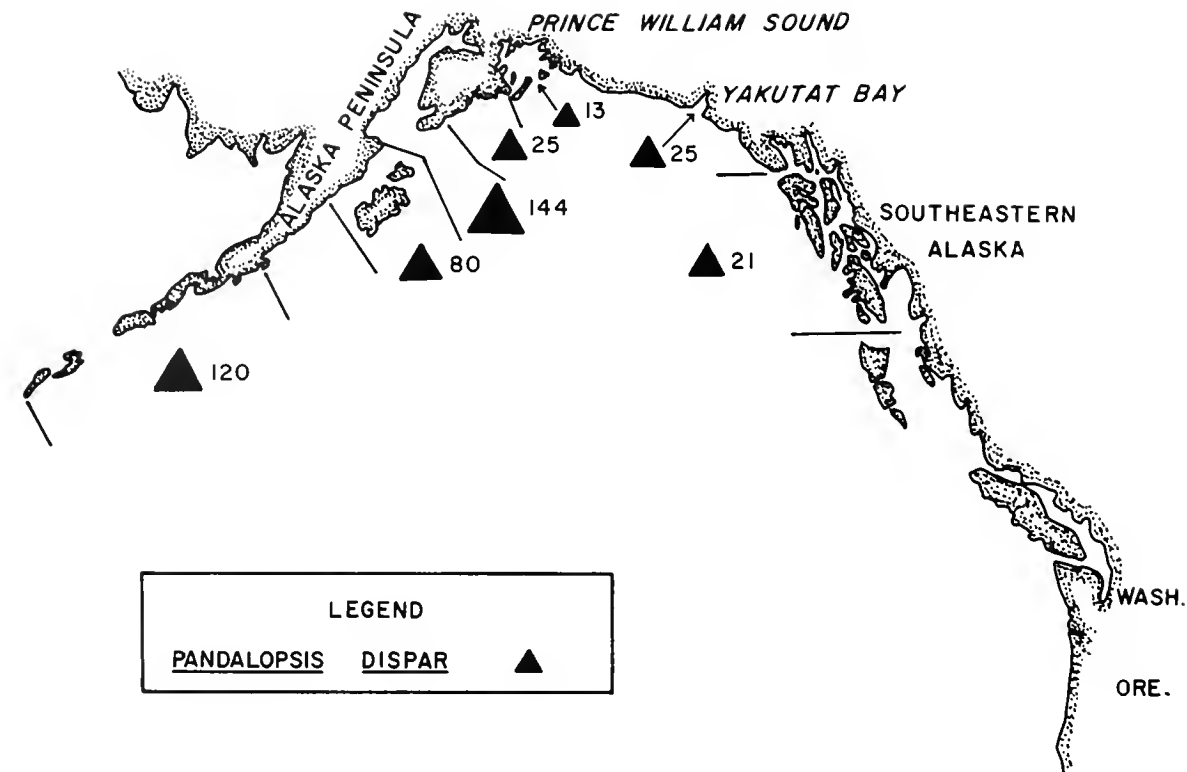 PRINCE WILLIAM SOUND
ALASKA PENINSULA
YAKUTAT BAY
13
25
25
144
SOUTHEASTERN
ALASKA
80
21
120
LEGEND
PANDALOPSIS DISPAR
WASH.
ORE.